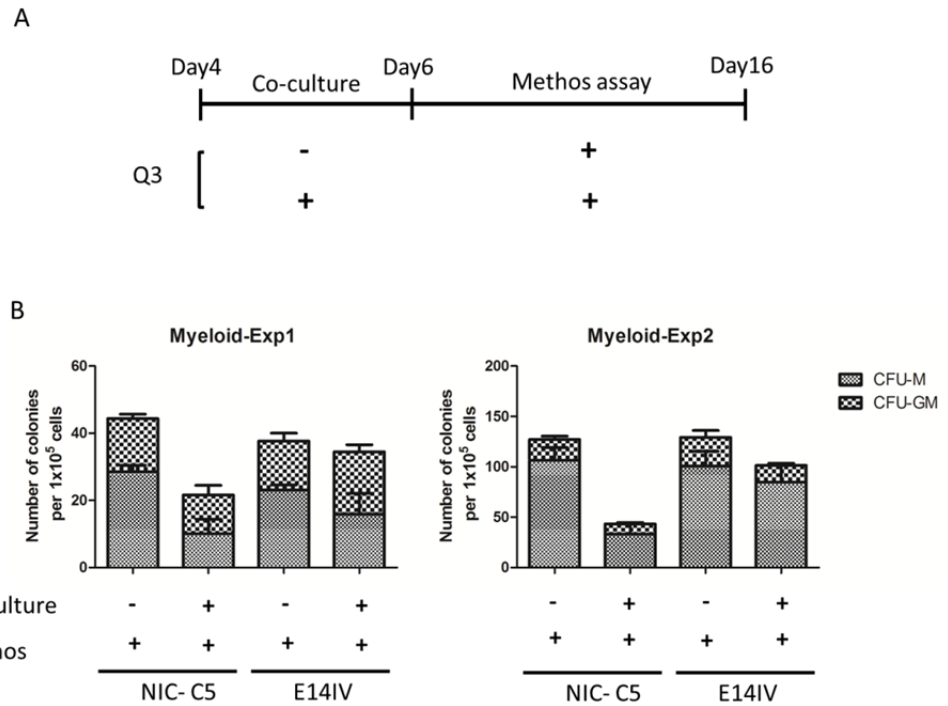 A
Day4 Day6 Day16
Co-culture Methos assay
Q3
- +
+ +
B
Myeloid-Exp1
Number of colonies
per 1x10⁵ cells
60
40
20
0
Myeloid-Exp2
Number of colonies
per 1x10⁵ cells
200
150
100
50
0
CFU-M
CFU-GM
- + - + - + - +
+ + + + + + + +
NIC- C5 E14IV NIC- C5 E14IV